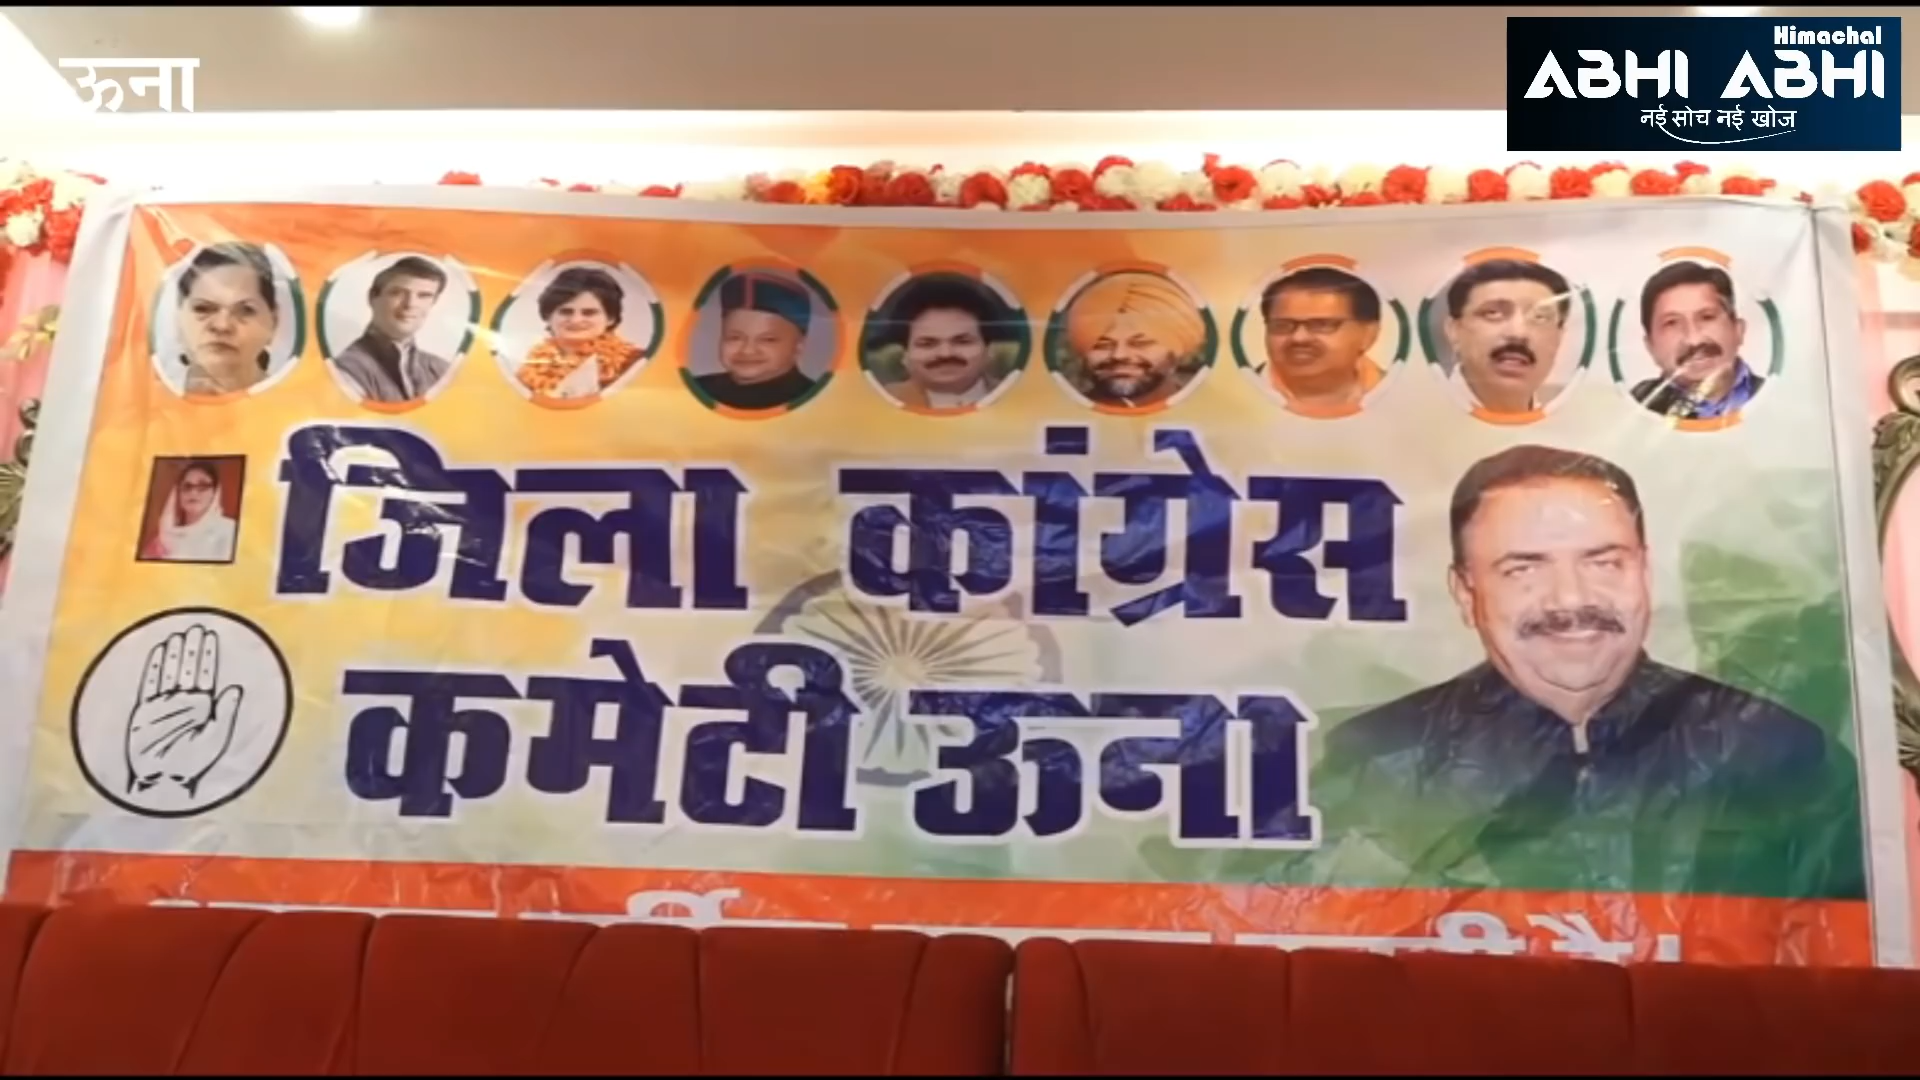 ऊना
Himachal
ABHI ABHI
नई सोच नई खोज
जिला कांग्रेस
कमेटी ऊना